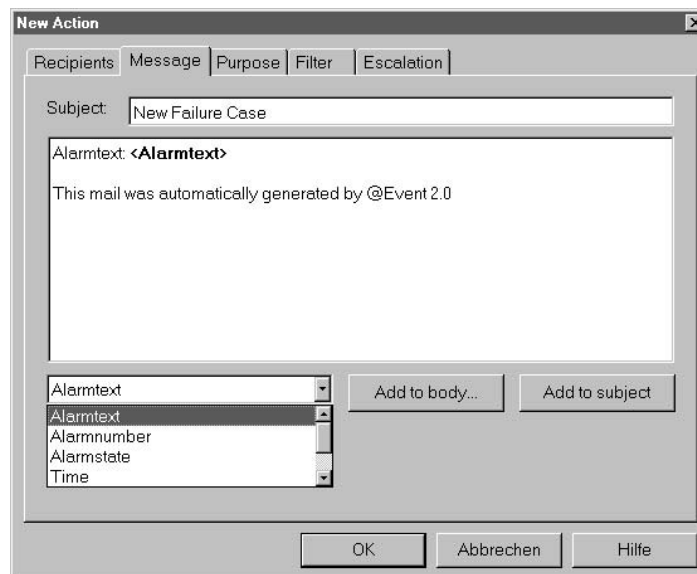 New Action
Recipients Message Purpose Filter Escalation
Subject: New Failure Case
Alarmtext: <Alarmtext>
This mail was automatically generated by @Event 2.0
Alarmtext Add to body... Add to subject
Alarmtext
Alarmnumber
Alarmstate
Time
OK Abbrechen Hilfe